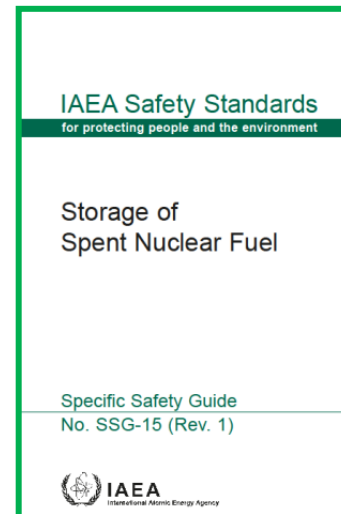 IAEA Safety Standards
for protecting people and the environment
Storage of
Spent Nuclear Fuel
Specific Safety Guide
No. SSG-15 (Rev. 1)
IAEA
International Atomic Energy Agency